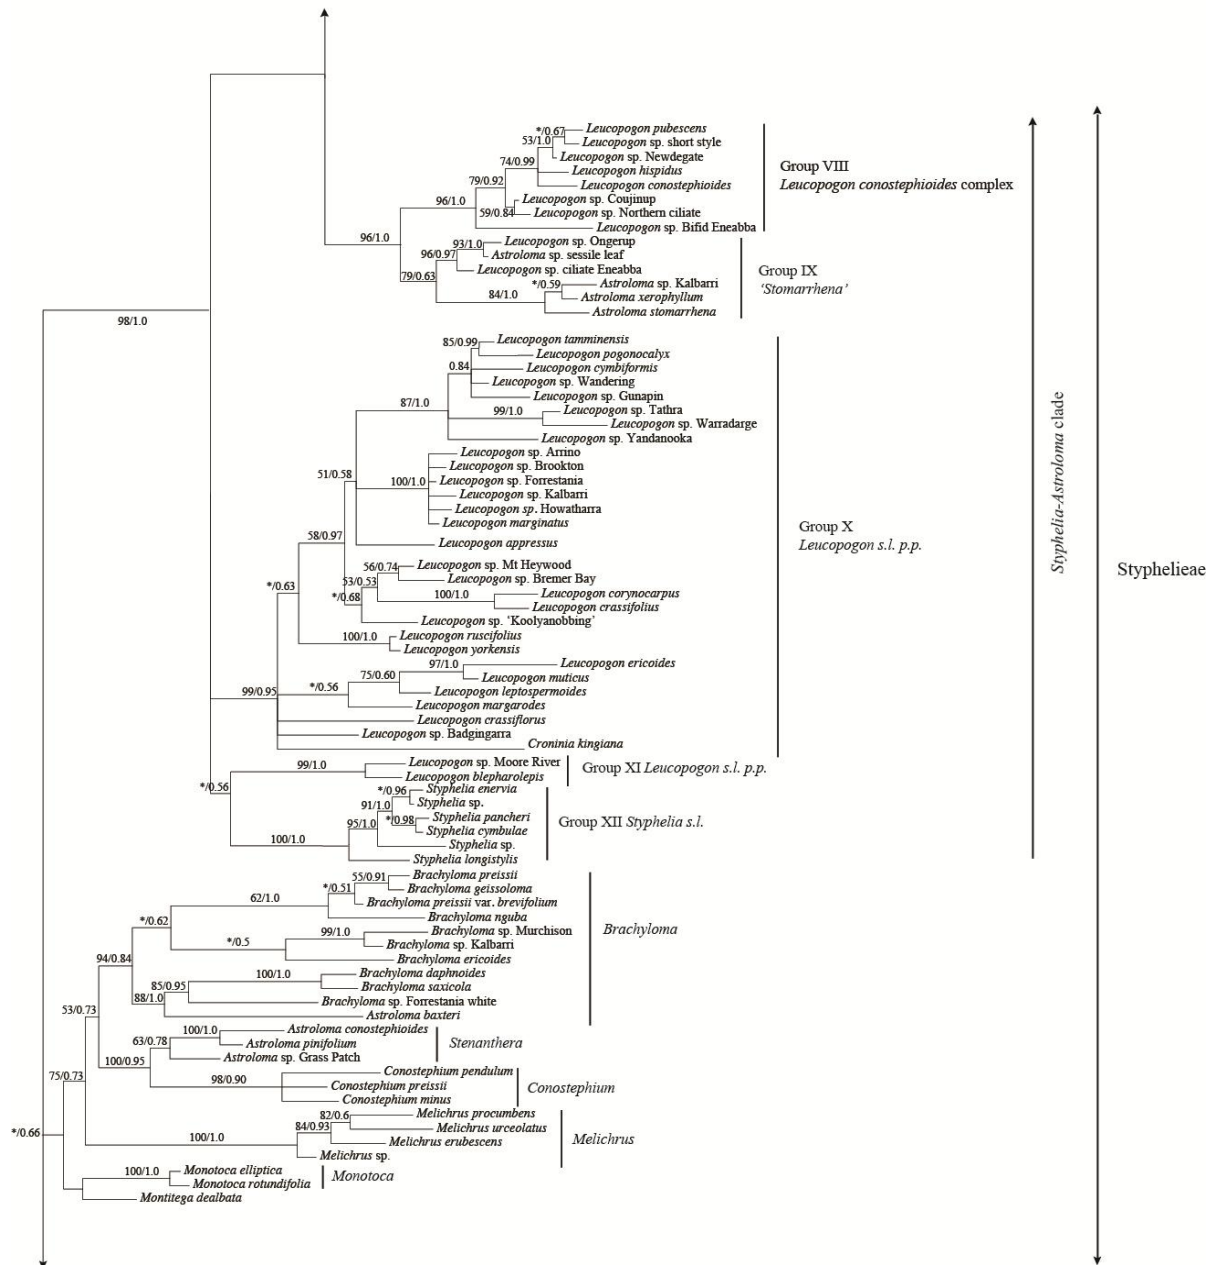 */0.67
Leucopogon pubescens
Leucopogon sp. short style
53/1.0
Leucopogon sp. Newdegate
74/0.99
Leucopogon hispidus
79/0.92
Leucopogon conostephioides
Group VIII
Leucopogon conostephioides complex
96/1.0
Leucopogon sp. Coujinup
59/0.84
Leucopogon sp. Northern ciliate
Leucopogon sp. Bifid Eneabba
96/1.0
93/1.0
Leucopogon sp. Ongerup
96/0.97
Astroloma sp. sessile leaf
Leucopogon sp. ciliate Eneabba
79/0.63
*/0.59
Astroloma sp. Kalbarri
84/1.0
Astroloma xerophyllum
Astroloma stomarrhena
Group IX
‘Stomarrhena’
98/1.0
85/0.99
Leucopogon tamminensis
Leucopogon pogonocalyx
0.84
Leucopogon cymbiformis
Leucopogon sp. Wandering
Leucopogon sp. Gunapin
87/1.0
99/1.0
Leucopogon sp. Tathra
Leucopogon sp. Warradarge
Leucopogon sp. Yandanooka
Leucopogon sp. Arrino
Leucopogon sp. Brookton
51/0.58
100/1.0
Leucopogon sp. Forrestania
Leucopogon sp. Kalbarri
Leucopogon sp. Howatharra
Leucopogon marginatus
Group X
Leucopogon s.l. p.p.
58/0.97
Leucopogon appressus
56/0.74
Leucopogon sp. Mt Heywood
53/0.53
Leucopogon sp. Bremer Bay
*/0.63
*/0.68
100/1.0
Leucopogon corynocarpus
Leucopogon crassifolius
Leucopogon sp. ‘Koolyanobbing’
100/1.0
Leucopogon ruscifolius
Leucopogon yorkensis
97/1.0
Leucopogon ericoides
75/0.60
Leucopogon muticus
99/0.95
*/0.56
Leucopogon leptospermoides
Leucopogon margarodes
Leucopogon crassiflorus
Leucopogon sp. Badgingarra
Croninia kingiana
99/1.0
Leucopogon sp. Moore River
Leucopogon blepharolepis
Group XI Leucopogon s.l. p.p.
*/0.56
*/0.96
Styphelia enervia
91/1.0
Styphelia sp.
*/0.98
Styphelia pancheri
95/1.0
Styphelia cymbulae
Group XII Styphelia s.l.
100/1.0
Styphelia sp.
Styphelia longistylis
Styphelia-Astroloma clade
Styphelieae
55/0.91
Brachyloma preissii
*/0.51
Brachyloma geissoloma
62/1.0
Brachyloma preissii var. brevifolium
Brachyloma nguba
*/0.62
99/1.0
Brachyloma sp. Murchison
*/0.5
Brachyloma sp. Kalbarri
Brachyloma ericoides
Brachyloma
94/0.84
100/1.0
Brachyloma daphnoides
85/0.95
Brachyloma saxicola
88/1.0
Brachyloma sp. Forrestania white
Astroloma baxteri
53/0.73
100/1.0
Astroloma conostephioides
63/0.78
Astroloma pinifolium
Astroloma sp. Grass Patch
Stenanthera
100/0.95
98/0.90
Conostephium pendulum
Conostephium preissii
Conostephium minus
Conostephium
75/0.73
82/0.6
Melichrus procumbens
84/0.93
Melichrus urceolatus
100/1.0
Melichrus erubescens
Melichrus sp.
Melichrus
*/0.66
100/1.0
Monotoca elliptica
Monotoca rotundifolia
Monotoca
Montitega dealbata